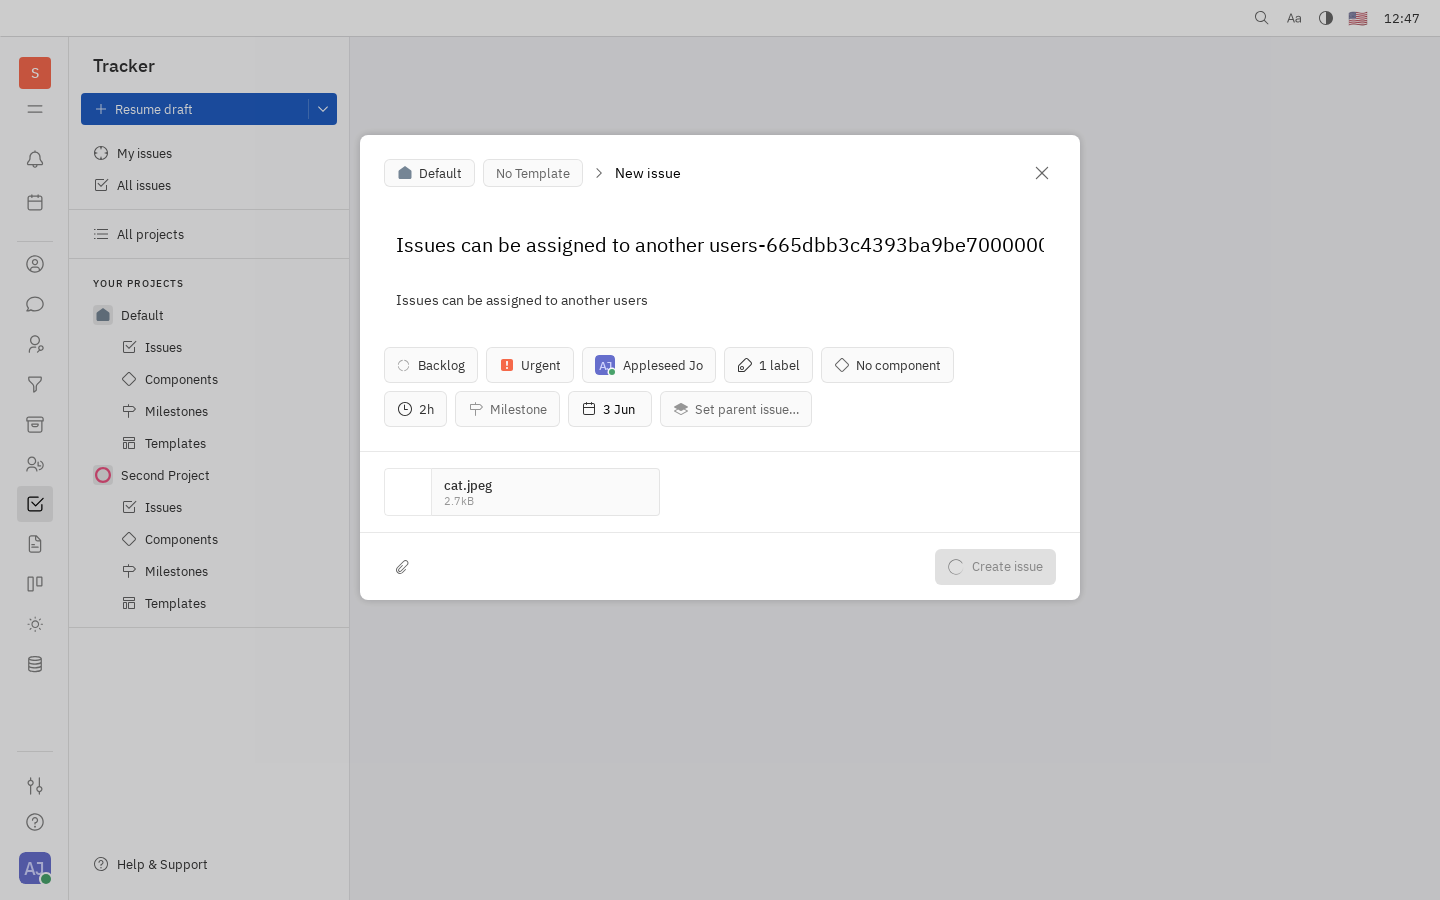 Aa
12:47
S
Tracker
Resume draft
My issues
All issues
All projects
YOUR PROJECTS
Default
Issues
Components
Milestones
Templates
Second Project
Issues
Components
Milestones
Templates
Help & Support
AJ
Default
No Template
New issue
Issues can be assigned to another users-665dbb3c4393ba9be7000000
Issues can be assigned to another users
Backlog
Urgent
AJ
Appleseed Jo
1 label
No component
2h
Milestone
3 Jun
Set parent issue...
cat.jpeg
2.7kB
Create issue